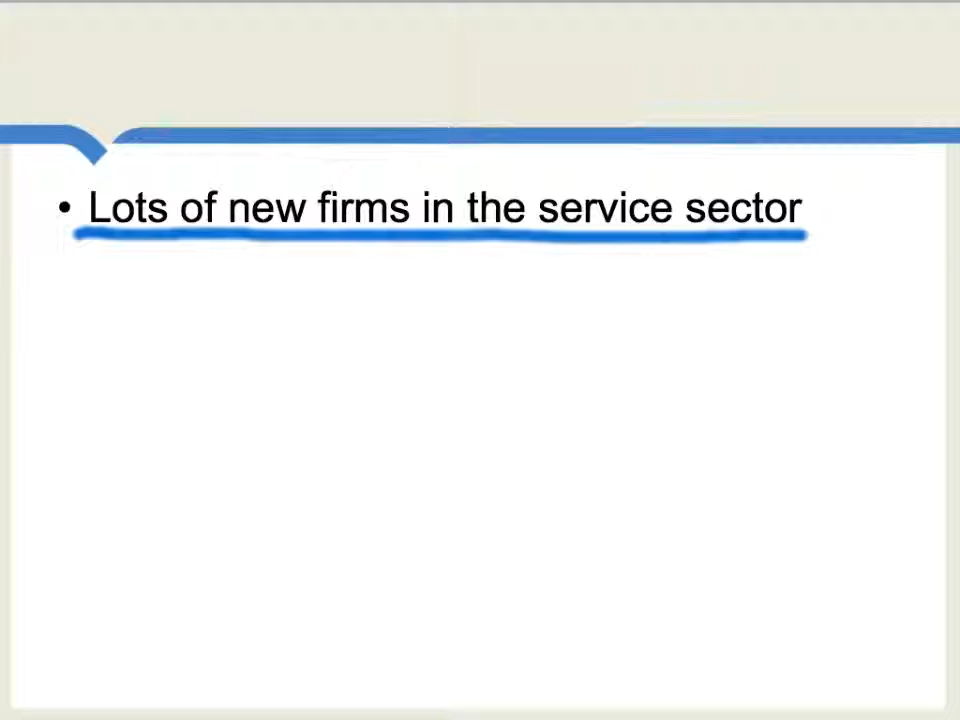 • Lots of new firms in the service sector